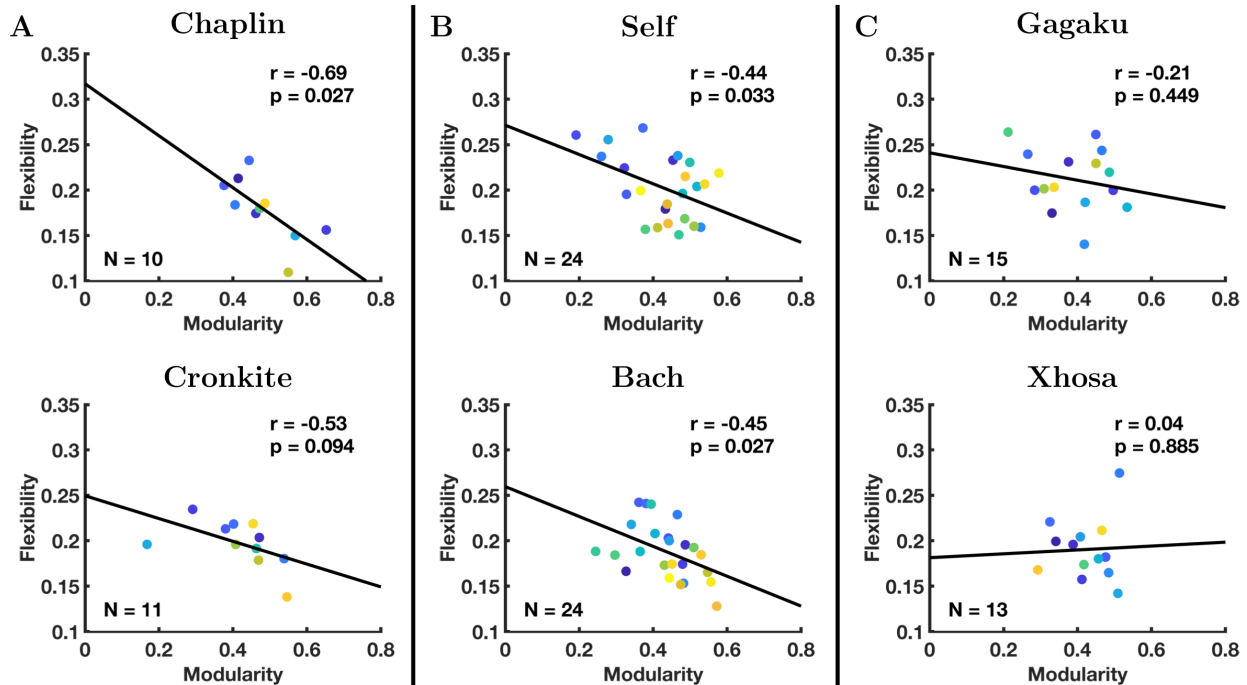 A
Chaplin
0.35
0.3
0.25
0.2
0.15
0.1
Flexibility
r = -0.69
p = 0.027
N = 10
0 0.2 0.4 0.6 0.8
Modularity
Cronkite
0.35
0.3
0.25
0.2
0.15
0.1
Flexibility
r = -0.53
p = 0.094
N = 11
0 0.2 0.4 0.6 0.8
Modularity
B
Self
0.35
0.3
0.25
0.2
0.15
0.1
Flexibility
r = -0.44
p = 0.033
N = 24
0 0.2 0.4 0.6 0.8
Modularity
Bach
0.35
0.3
0.25
0.2
0.15
0.1
Flexibility
r = -0.45
p = 0.027
N = 24
0 0.2 0.4 0.6 0.8
Modularity
C
Gagaku
0.35
0.3
0.25
0.2
0.15
0.1
Flexibility
r = -0.21
p = 0.449
N = 15
0 0.2 0.4 0.6 0.8
Modularity
Xhosa
0.35
0.3
0.25
0.2
0.15
0.1
Flexibility
r = 0.04
p = 0.885
N = 13
0 0.2 0.4 0.6 0.8
Modularity